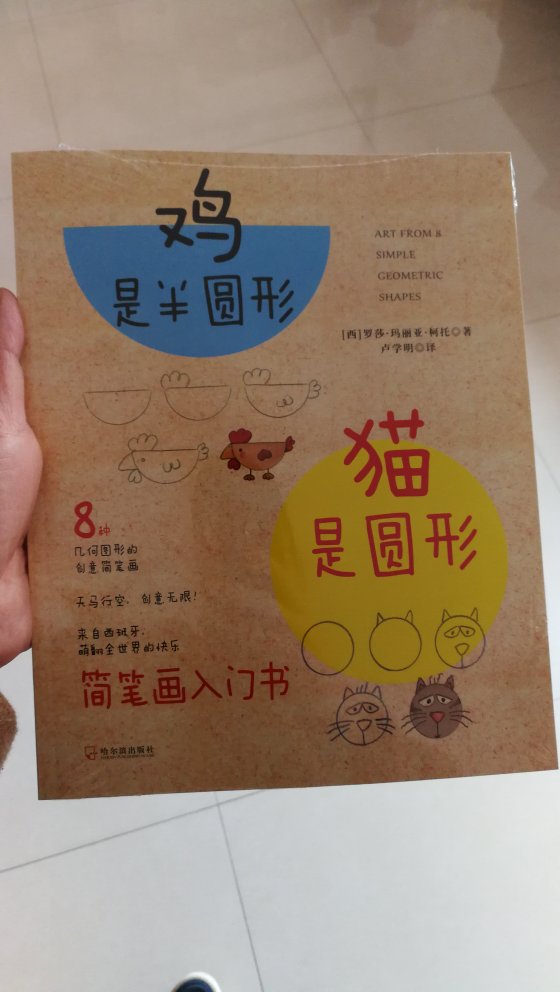 鸡
是半圆形
ART FROM 8
SIMPLE
GEOMETRIC
SHAPES
[西]罗莎·玛丽亚·柯托◎著
卢学明◎译
猫
是圆形
8种
几何图形的
创意简笔画
天马行空，创意无限！
来自西班牙，
萌翻全世界的快乐
简笔画入门书
哈尔滨出版社
HARBIN PUBLISHING HOUSE